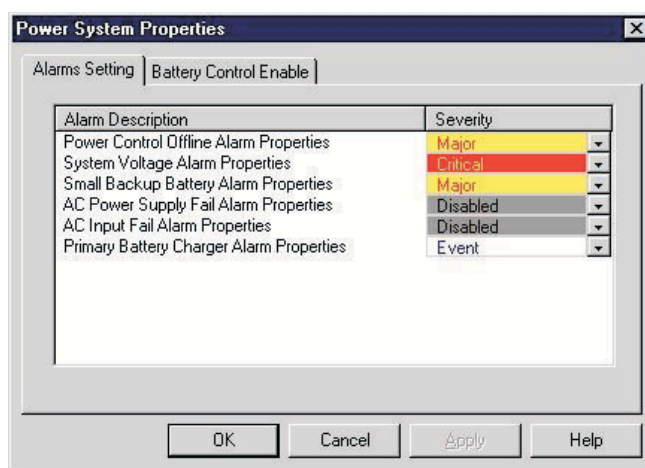 Power System Properties
Alarms Setting
Battery Control Enable
Alarm Description Severity
Power Control Offline Alarm Properties Major
System Voltage Alarm Properties Critical
Small Backup Battery Alarm Properties Major
AC Power Supply Fail Alarm Properties Disabled
AC Input Fail Alarm Properties Disabled
Primary Battery Charger Alarm Properties Event
OK Cancel Apply Help